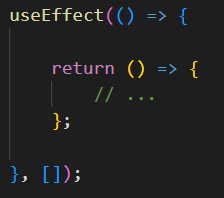 useEffect(() => {
return () => {
// ...
};
}, []);